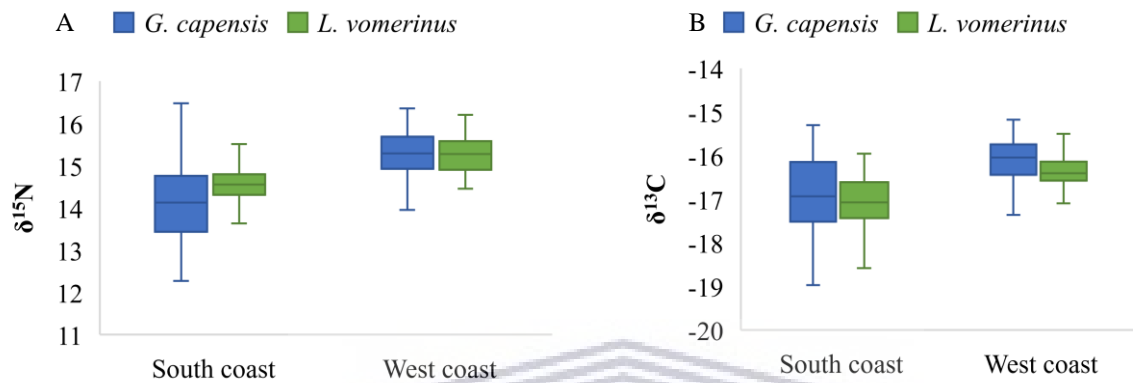 A G. capensis L. vomerinus
17
16
15
14
13
12
11
δ15N
South coast West coast
B G. capensis L. vomerinus
-14
-15
-16
-17
-18
-19
-20
δ13C
South coast West coast